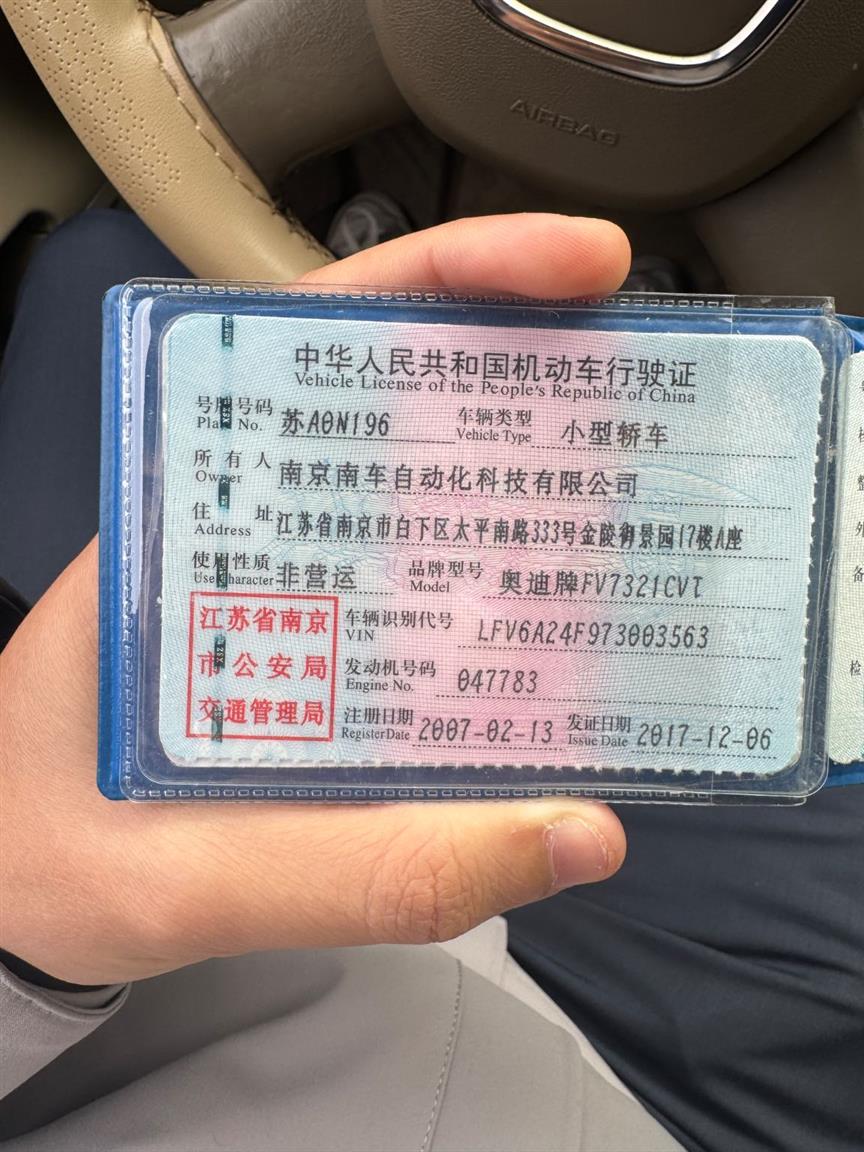 AIRBAG
中华人民共和国机动车行驶证
Vehicle License of the People's Republic of China
号牌号码 苏A0N196 车辆类型 小型轿车
Plate No. Vehicle Type
所有人 南京南车自动化科技有限公司
Owner
住址 江苏省南京市白下区太平南路333号金陵御景园17楼A座
Address
使用性质 非营运 品牌型号 奥迪牌FV7321CVT
Use Character Model
江苏省南京
市公安局
交通管理局
车辆识别代号 LFV6A24F973003563
VIN
发动机号码 047783
Engine No.
注册日期 2007-02-13 发证日期 2017-12-06
Register Date Issue Date
检